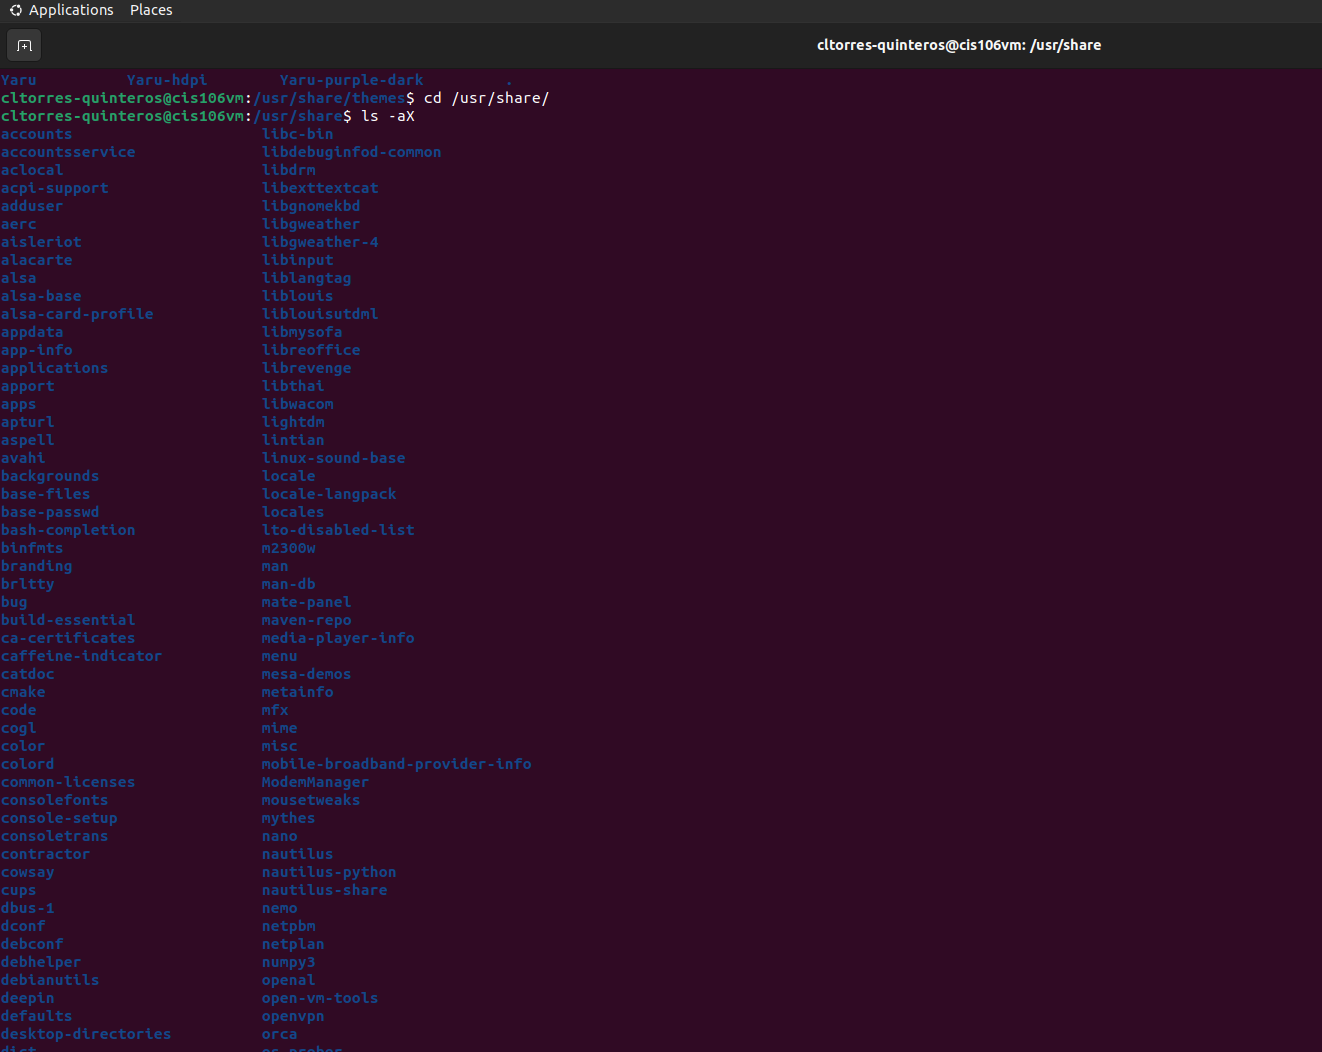 Applications Places
cltorres-quinteros@cis106vm: /usr/share
Yaru Yaru-hdpi Yaru-purple-dark .
cltorres-quinteros@cis106vm:/usr/share/themes$ cd /usr/share/
cltorres-quinteros@cis106vm:/usr/share$ ls -aX
accounts libc-bin
accountsservice libdebuginfod-common
aclocal libdrm
acpi-support libexttextcat
adduser libgnomekbd
aerc libgweather
aisleriot libgweather-4
alacarte libinput
alsa liblangtag
alsa-base liblouis
alsa-card-profile liblouisutdml
appdata libmysofa
app-info libreoffice
applications librevenge
apport libthai
apps libwacom
apturl lightdm
aspell lintian
avahi linux-sound-base
backgrounds locale
base-files locale-langpack
base-passwd locales
bash-completion lto-disabled-list
binfmts m2300w
branding man
brltty man-db
bug mate-panel
build-essential maven-repo
ca-certificates media-player-info
caffeine-indicator menu
catdoc mesa-demos
cmake metainfo
code mfx
cogl mime
color misc
colord mobile-broadband-provider-info
common-licenses ModemManager
consolefonts mousetweaks
console-setup mythes
consoletrans nano
contractor nautilus
cowsay nautilus-python
cups nautilus-share
dbus-1 nemo
dconf netpbm
debconf netplan
debhelper numpy3
debianutils openal
deepin open-vm-tools
defaults openvpn
desktop-directories orca
dict os-prober